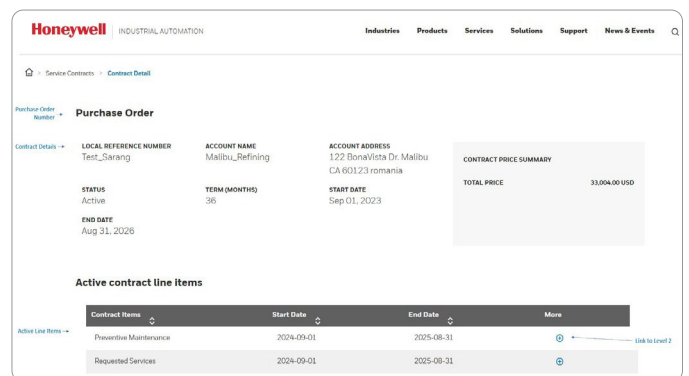 Honeywell INDUSTRIAL AUTOMATION Industries Products Services Solutions Support News & Events
> Service Contracts > Contract Detail
Purchase Order Number →
Purchase Order
Contract Details →
LOCAL REFERENCE NUMBER ACCOUNT NAME ACCOUNT ADDRESS
Test_Sarang Malibu_Refining 122 BonaVista Dr. Malibu
CA 60123 romania
CONTRACT PRICE SUMMARY
TOTAL PRICE 33,004.00 USD
STATUS TERM (MONTHS) START DATE
Active 36 Sep 01, 2023
END DATE
Aug 31, 2026
Active contract line items
Contract Items Start Date End Date More
Active Line Items →
Preventive Maintenance 2024-09-01 2025-08-31 Link to Level 2
Requested Services 2024-09-01 2025-08-31